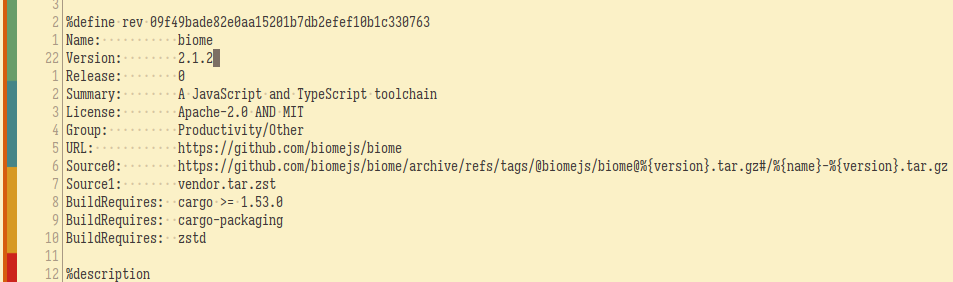 3
2 %define rev 09f49bade82e0aa15201b7db2efef10b1c330763
1 Name: biome
22 Version: 2.1.2
1 Release: 0
2 Summary: A JavaScript and TypeScript toolchain
3 License: Apache-2.0 AND MIT
4 Group: Productivity/Other
5 URL: https://github.com/biomejs/biome
6 Source0: https://github.com/biomejs/biome/archive/refs/tags/@biomejs/biome@%{version}.tar.gz#/%{name}-%{version}.tar.gz
7 Source1: vendor.tar.zst
8 BuildRequires: cargo >= 1.53.0
9 BuildRequires: cargo-packaging
10 BuildRequires: zstd
11
12 %description